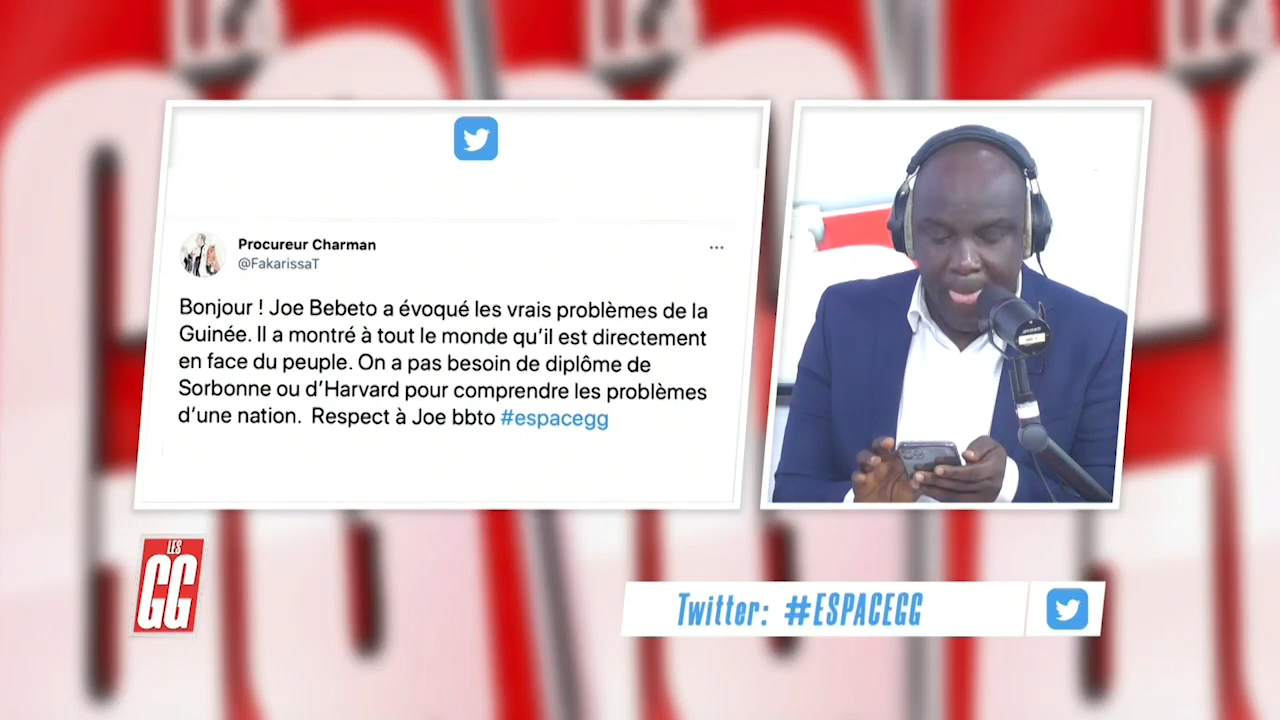 Procureur Charman
@FakarissaT
Bonjour ! Joe Bebeto a évoqué les vrais problèmes de la
Guinée. Il a montré à tout le monde qu’il est directement
en face du peuple. On a pas besoin de diplôme de
Sorbonne ou d’Harvard pour comprendre les problèmes
d’une nation. Respect à Joe bbto #espacegg
LES
GG
Twitter: #ESPACEGG